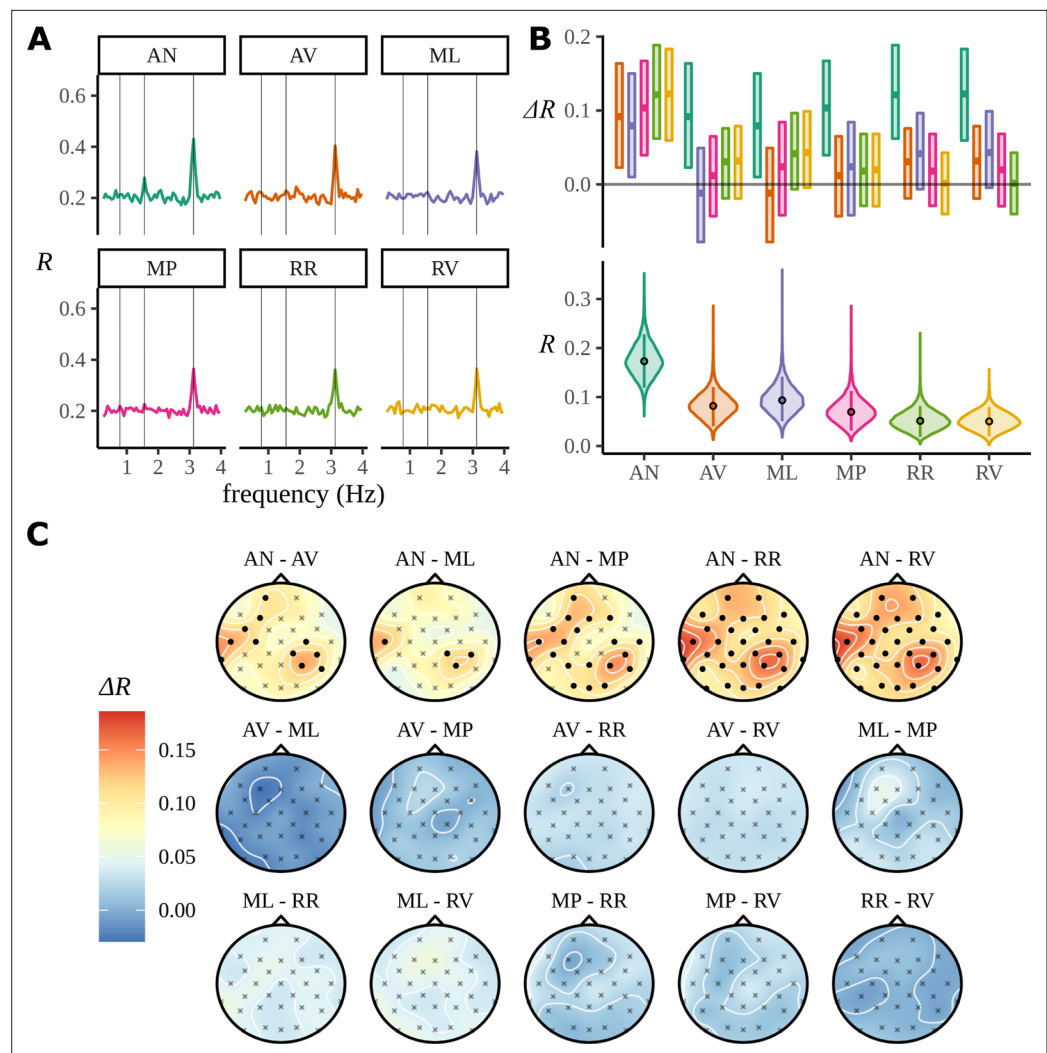 A
AN
AV
ML
0.6
0.4
0.2
R
MP
RR
RV
0.6
0.4
0.2
1 2 3 4
1 2 3 4
1 2 3 4
frequency (Hz)
B
0.2
ΔR
0.1
0.0
0.3
R
0.2
0.1
0.0
AN AV ML MP RR RV
C
AN - AV
AN - ML
AN - MP
AN - RR
AN - RV
ΔR
0.15
0.10
0.05
0.00
AV - ML
AV - MP
AV - RR
AV - RV
ML - MP
ML - RR
ML - RV
MP - RR
MP - RV
RR - RV